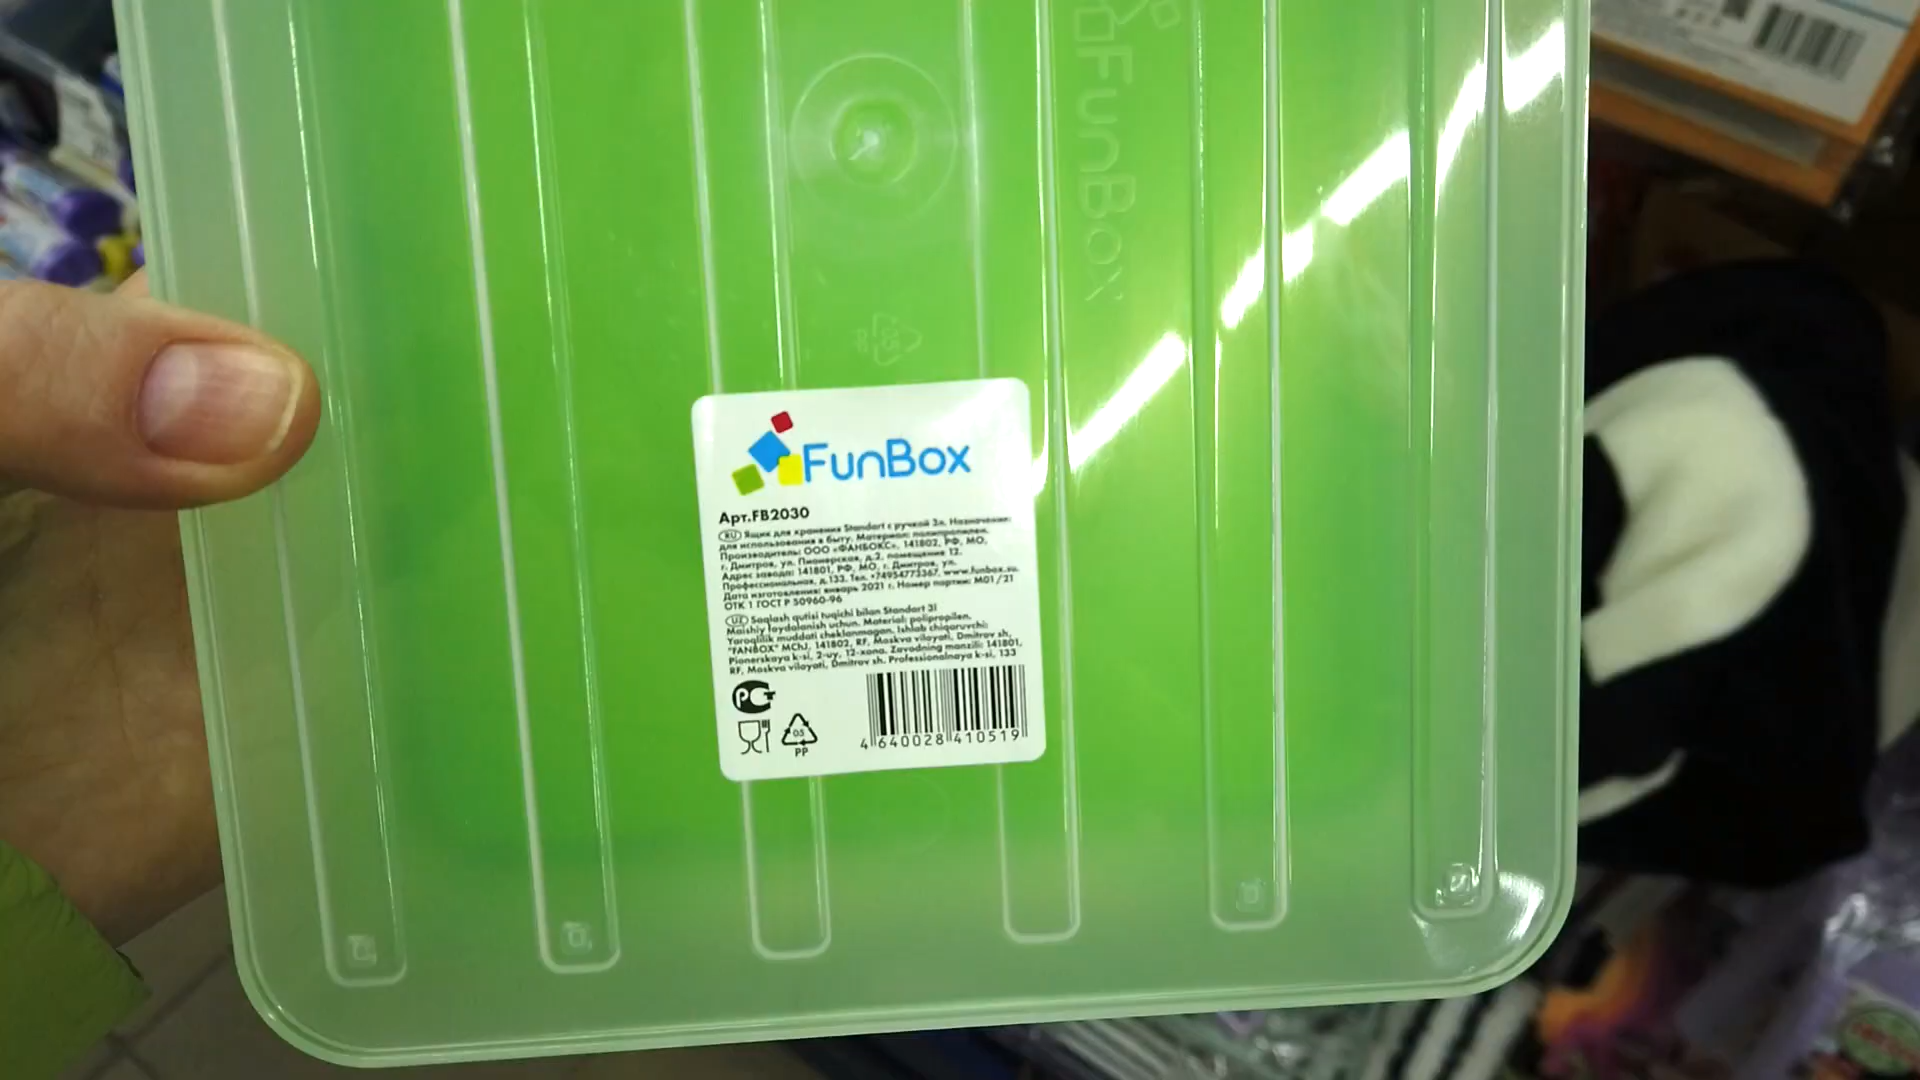 FunBox
FunBox
Арт.FB2030
RU Ящик для хранения Standart с ручкой 3л. Назначение:
для использования в быту. Материал: полипропилен.
Производитель: ООО «ФАНБОКС», 141802, РФ, МО,
г. Дмитров, ул. Пионерская, д.2, помещение 12.
Адрес завода: 141801, РФ, МО, г. Дмитров, ул.
Профессиональная, д.133. Тел. +74954773367, www.funbox.su.
Дата изготовления: январь 2021 г. Номер партии: М01/21
ОТК 1 ГОСТ Р 50960-96
UZ Saqlash qutisi tuqichi bilan Standart 3l
Maishiy foydalanish uchun. Material: polipropilen.
Yaroqlilik muddati cheklanmagan. Ishlab chiqaruvchi:
"FANBOX" MChJ, 141802, RF, Moskva viloyati, Dmitrov sh,
Pionerskaya k-si, 2-uy, 12-xona. Zavodning manzili: 141801,
RF, Moskva viloyati, Dmitrov sh. Professionalnaya k-si, 133
РСТ
05
PP
4 640028 410519